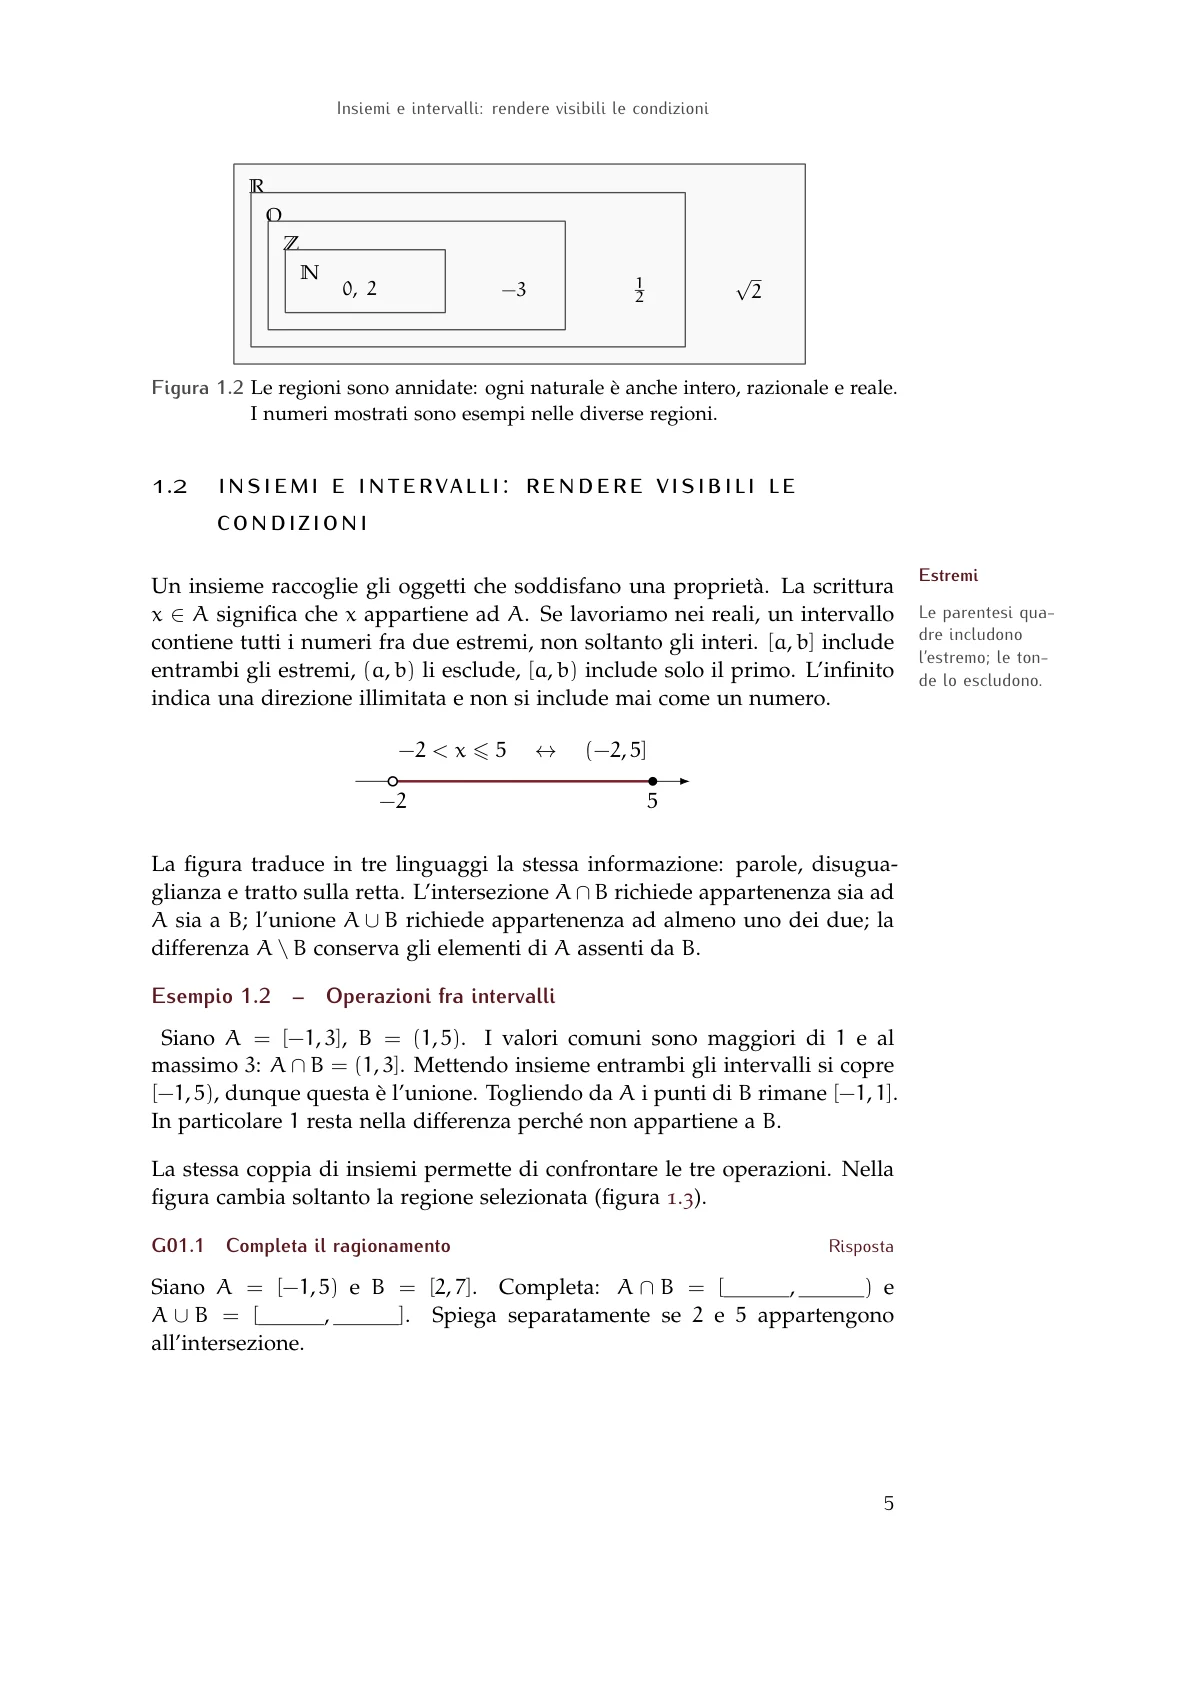 Insiemi e intervalli: rendere visibili le condizioni
ℝ
ℚ
ℤ
ℕ
0, 2
−3
1/2
√2
Figura 1.2 Le regioni sono annidate: ogni naturale è anche intero, razionale e reale.
I numeri mostrati sono esempi nelle diverse regioni.
1.2 INSIEMI E INTERVALLI: RENDERE VISIBILI LE
CONDIZIONI
Un insieme raccoglie gli oggetti che soddisfano una proprietà. La scrittura
x ∈ A significa che x appartiene ad A. Se lavoriamo nei reali, un intervallo
contiene tutti i numeri fra due estremi, non soltanto gli interi. [a, b] include
entrambi gli estremi, (a, b) li esclude, [a, b) include solo il primo. L'infinito
indica una direzione illimitata e non si include mai come un numero.
Estremi
Le parentesi qua-
dre includono
l'estremo; le ton-
de lo escludono.
−2 < x ⩽ 5 ↔ (−2, 5]
−2 5
La figura traduce in tre linguaggi la stessa informazione: parole, disugua-
glianza e tratto sulla retta. L'intersezione A ∩ B richiede appartenenza sia ad
A sia a B; l'unione A ∪ B richiede appartenenza ad almeno uno dei due; la
differenza A \ B conserva gli elementi di A assenti da B.
Esempio 1.2 – Operazioni fra intervalli
Siano A = [−1, 3], B = (1, 5). I valori comuni sono maggiori di 1 e al
massimo 3: A ∩ B = (1, 3]. Mettendo insieme entrambi gli intervalli si copre
[−1, 5), dunque questa è l'unione. Togliendo da A i punti di B rimane [−1, 1].
In particolare 1 resta nella differenza perché non appartiene a B.
La stessa coppia di insiemi permette di confrontare le tre operazioni. Nella
figura cambia soltanto la regione selezionata (figura 1.3).
G01.1 Completa il ragionamento Risposta
Siano A = [−1, 5) e B = [2, 7]. Completa: A ∩ B = [______, ______) e
A ∪ B = [______, ______]. Spiega separatamente se 2 e 5 appartengono
all'intersezione.
5